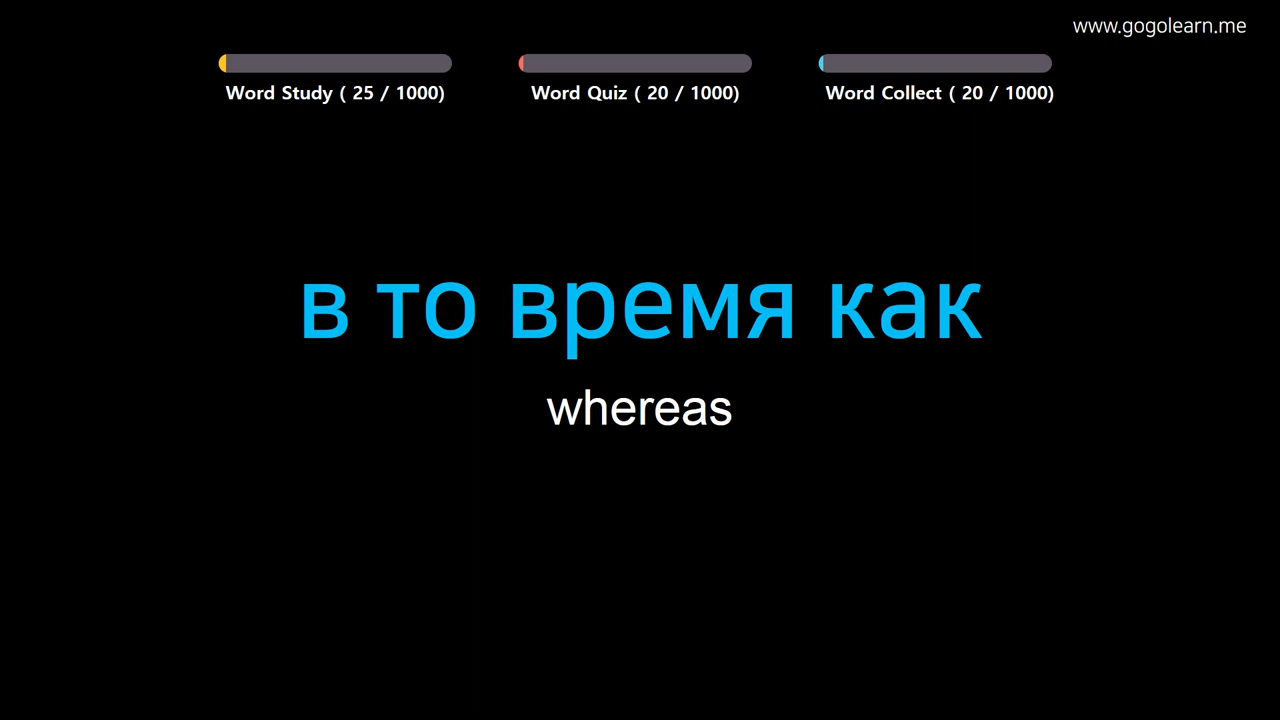 www.gogolearn.me
Word Study ( 25 / 1000)
Word Quiz ( 20 / 1000)
Word Collect ( 20 / 1000)
в то время как
whereas